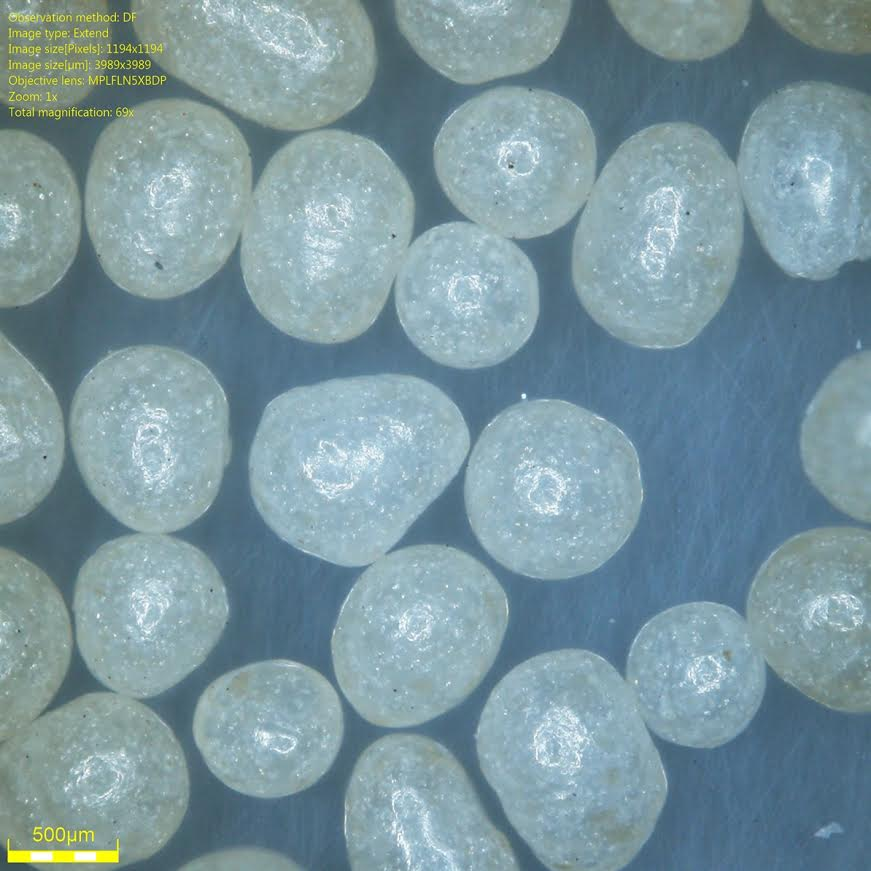 Observation method: DF
Image type: Extend
Image size[Pixels]: 1194x1194
Image size[µm]: 3989x3989
Objective lens: MPLFLN5XBDP
Zoom: 1x
Total magnification: 69x
500µm